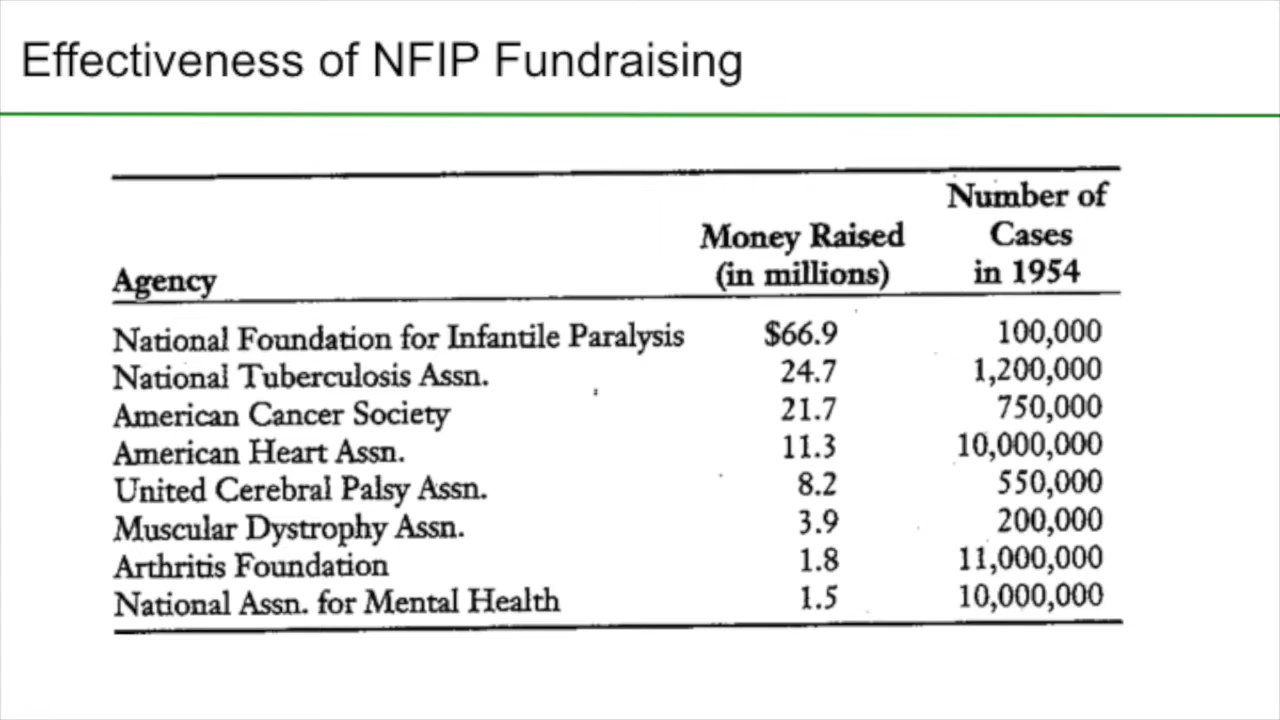 Effectiveness of NFIP Fundraising
Number of
Money Raised Cases
Agency (in millions) in 1954
National Foundation for Infantile Paralysis $66.9 100,000
National Tuberculosis Assn. 24.7 1,200,000
American Cancer Society 21.7 750,000
American Heart Assn. 11.3 10,000,000
United Cerebral Palsy Assn. 8.2 550,000
Muscular Dystrophy Assn. 3.9 200,000
Arthritis Foundation 1.8 11,000,000
National Assn. for Mental Health 1.5 10,000,000